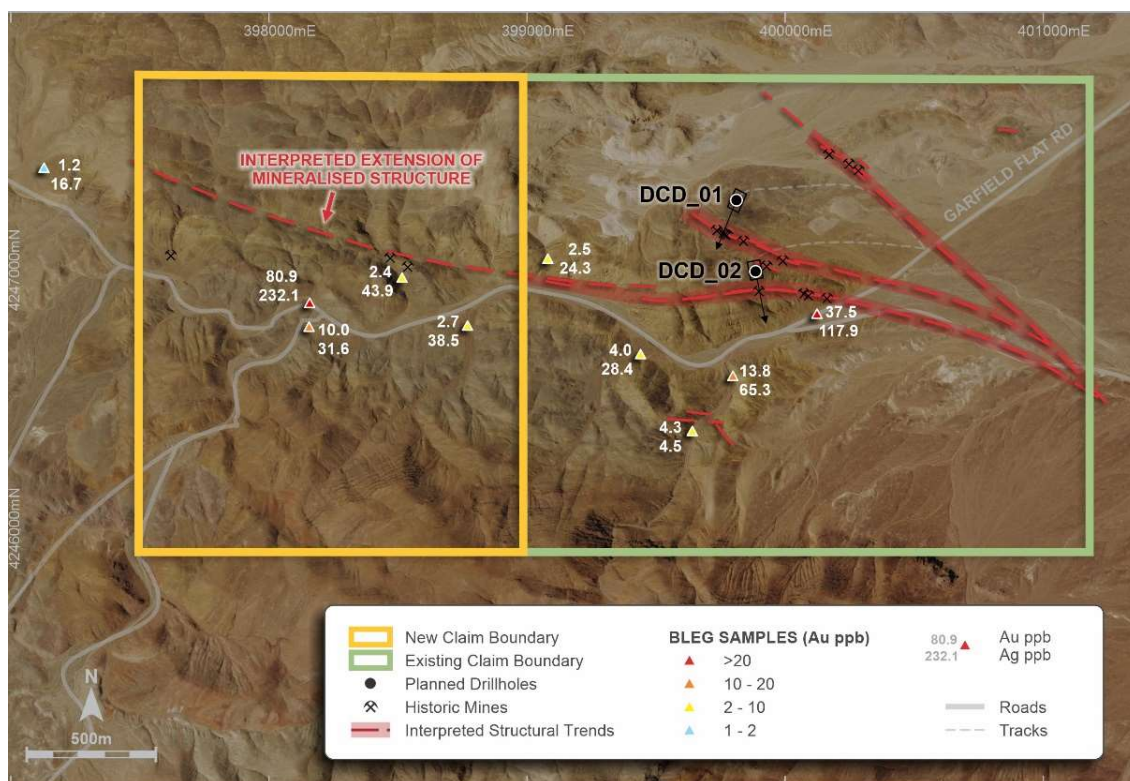 398000mE
399000mE
400000mE
401000mE
GARFIELD FLAT RD
1.2
16.7
INTERPRETED EXTENSION OF
MINERALISED STRUCTURE
DCD_01
DCD_02
4247000mN
80.9
232.1
2.4
43.9
2.5
24.3
10.0
31.6
2.7
38.5
37.5
117.9
4.0
28.4
13.8
65.3
4.3
4.5
4246000mN
N
500m
New Claim Boundary
Existing Claim Boundary
Planned Drillholes
Historic Mines
Interpreted Structural Trends
BLEG SAMPLES (Au ppb)
>20
10 - 20
2 - 10
1 - 2
80.9
232.1
Au ppb
Ag ppb
Roads
Tracks